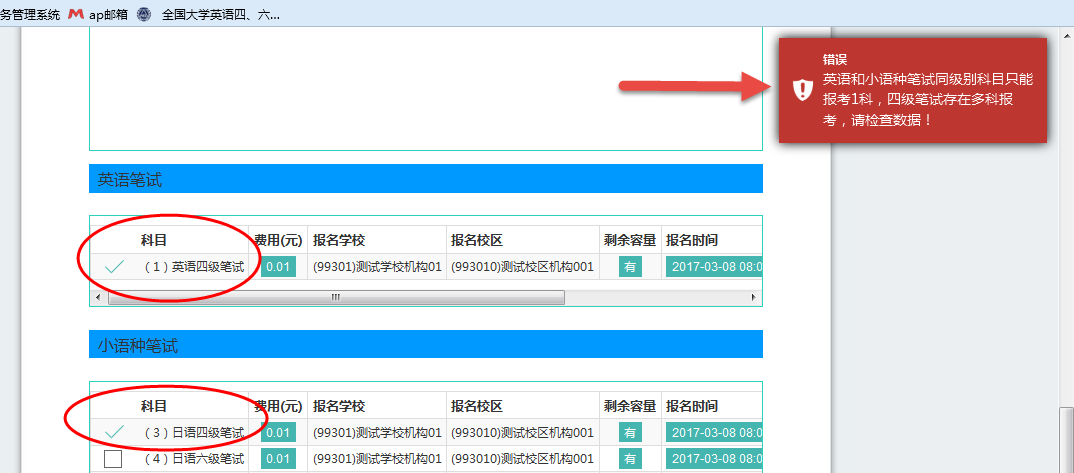 务管理系统 ap邮箱 全国大学英语四、六...
错误
英语和小语种笔试同级别科目只能
报考1科，四级笔试存在多科报
考，请检查数据！
英语笔试
科目 费用(元) 报名学校 报名校区 剩余容量 报名时间
（1）英语四级笔试 0.01 (99301)测试学校机构01 (993010)测试校区机构001 有 2017-03-08 08:0
小语种笔试
科目 费用(元) 报名学校 报名校区 剩余容量 报名时间
（3）日语四级笔试 0.01 (99301)测试学校机构01 (993010)测试校区机构001 有 2017-03-08 08:0
（4）日语六级笔试 0.01 (99301)测试学校机构01 (993010)测试校区机构001 有 2017-03-08 08:0